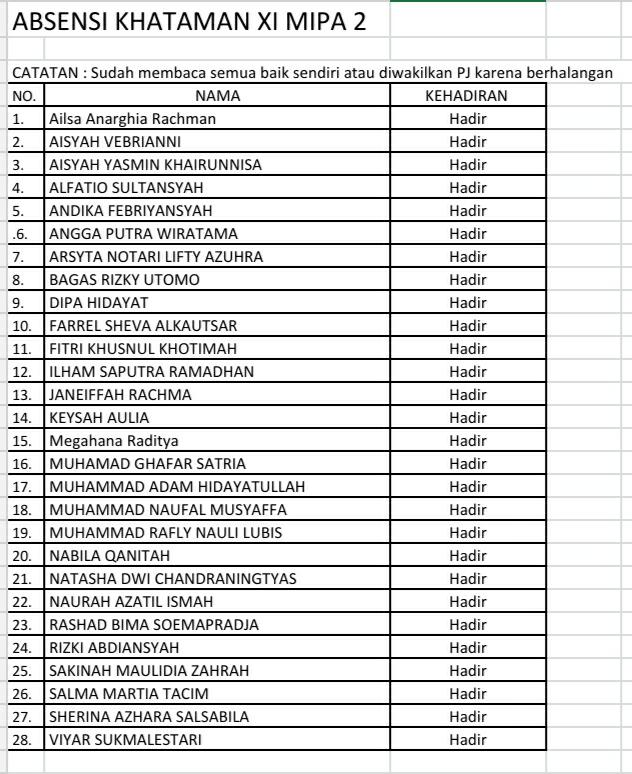 ABSENSI KHATAMAN XI MIPA 2
CATATAN : Sudah membaca semua baik sendiri atau diwakilkan PJ karena berhalangan
NO. NAMA KEHADIRAN
1. Ailsa Anarghia Rachman Hadir
2. AISYAH VEBRIANNI Hadir
3. AISYAH YASMIN KHAIRUNNISA Hadir
4. ALFATIO SULTANSYAH Hadir
5. ANDIKA FEBRIYANSYAH Hadir
.6. ANGGA PUTRA WIRATAMA Hadir
7. ARSYTA NOTARI LIFTY AZUHRA Hadir
8. BAGAS RIZKY UTOMO Hadir
9. DIPA HIDAYAT Hadir
10. FARREL SHEVA ALKAUTSAR Hadir
11. FITRI KHUSNUL KHOTIMAH Hadir
12. ILHAM SAPUTRA RAMADHAN Hadir
13. JANEIFFAH RACHMA Hadir
14. KEYSAH AULIA Hadir
15. Megahana Raditya Hadir
16. MUHAMAD GHAFAR SATRIA Hadir
17. MUHAMMAD ADAM HIDAYATULLAH Hadir
18. MUHAMMAD NAUFAL MUSYAFFA Hadir
19. MUHAMMAD RAFLY NAULI LUBIS Hadir
20. NABILA QANITAH Hadir
21. NATASHA DWI CHANDRANINGTYAS Hadir
22. NAURAH AZATIL ISMAH Hadir
23. RASHAD BIMA SOEMAPRADJA Hadir
24. RIZKI ABDIANSYAH Hadir
25. SAKINAH MAULIDIA ZAHRAH Hadir
26. SALMA MARTIA TACIM Hadir
27. SHERINA AZHARA SALSABILA Hadir
28. VIYAR SUKMALESTARI Hadir